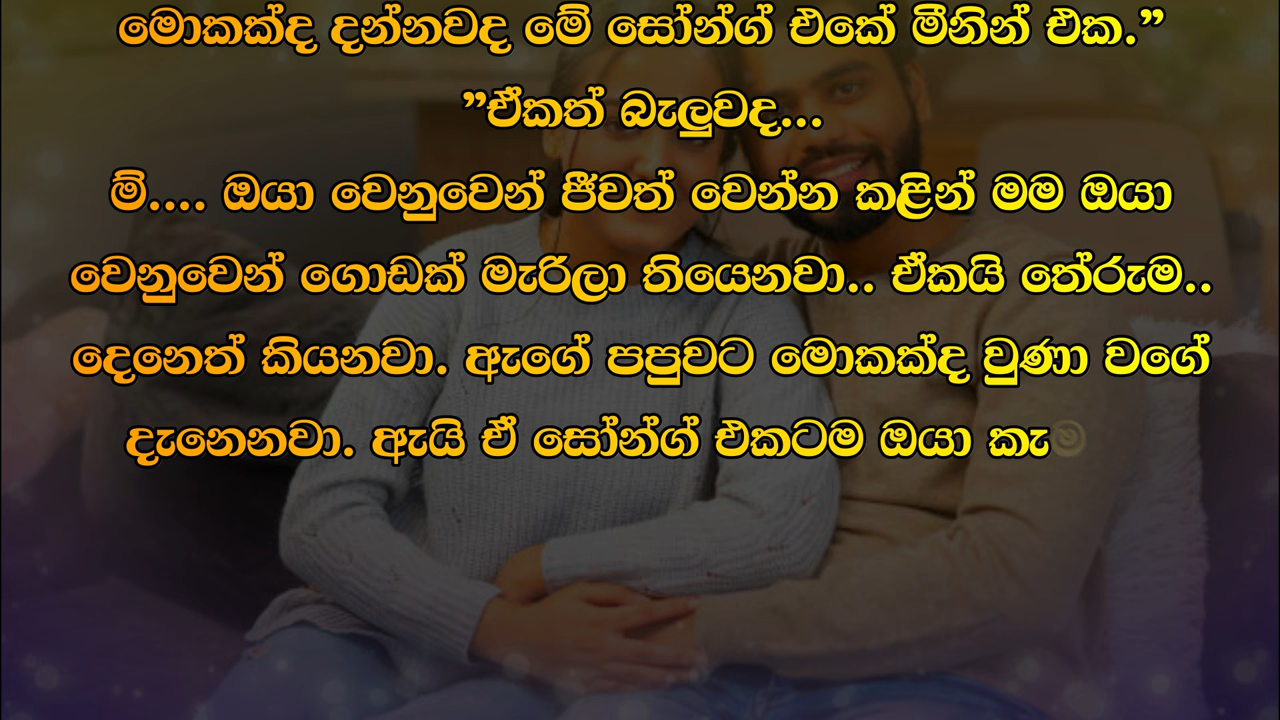 මොකක්ද දන්නවද මේ සෝන්ග් එකේ මීනින් එක.”
”ඒකත් බැලුවද...
ම්.... ඔයා වෙනුවෙන් ජීවත් වෙන්න කළින් මම ඔයා
වෙනුවෙන් ගොඩක් මැරිලා තියෙනවා.. ඒකයි තේරුම..
දෙනෙත් කියනවා. ඇගේ පපුවට මොකක්ද වුණා වගේ
දැනෙනවා. ඇයි ඒ සෝන්ග් එකටම ඔයා කැම